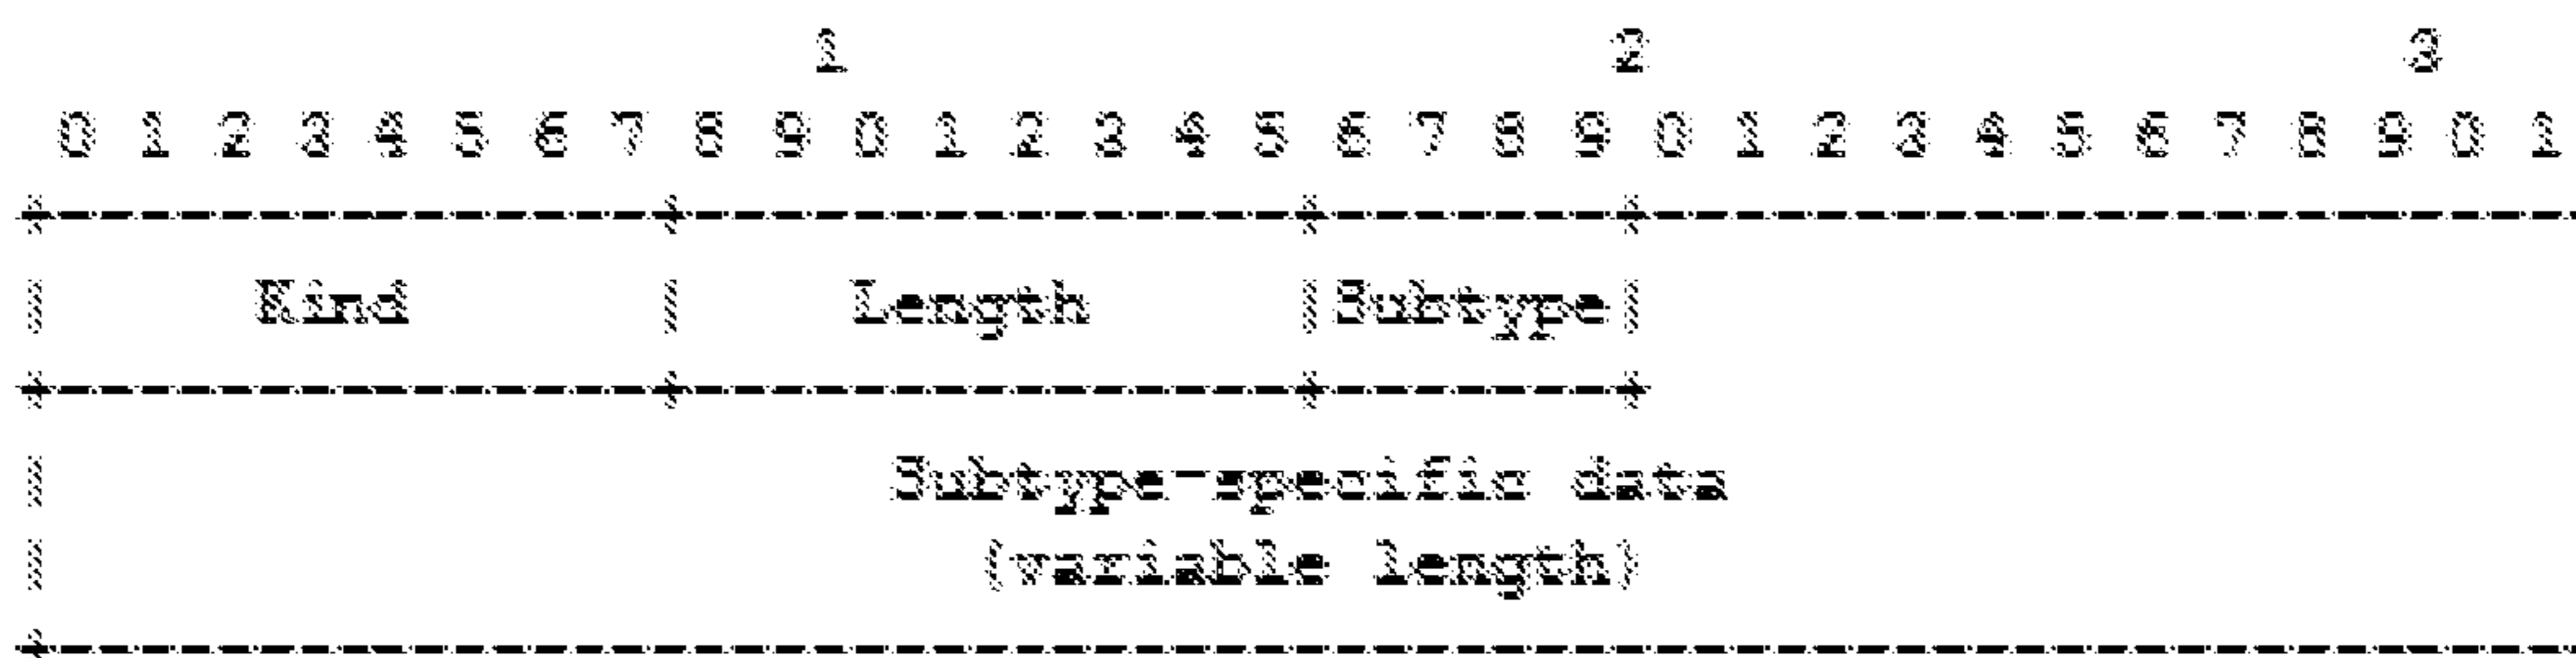 1                   2                   3
 0 1 2 3 4 5 6 7 8 9 0 1 2 3 4 5 6 7 8 9 0 1 2 3 4 5 6 7 8 9 0 1
+---------------+---------------+-------+-----------------------
|     Kind      |    Length     |Subtype|
+---------------+---------------+-------+
|                     Subtype-specific data
|                       (variable length)
+---------------------------------------------------------------